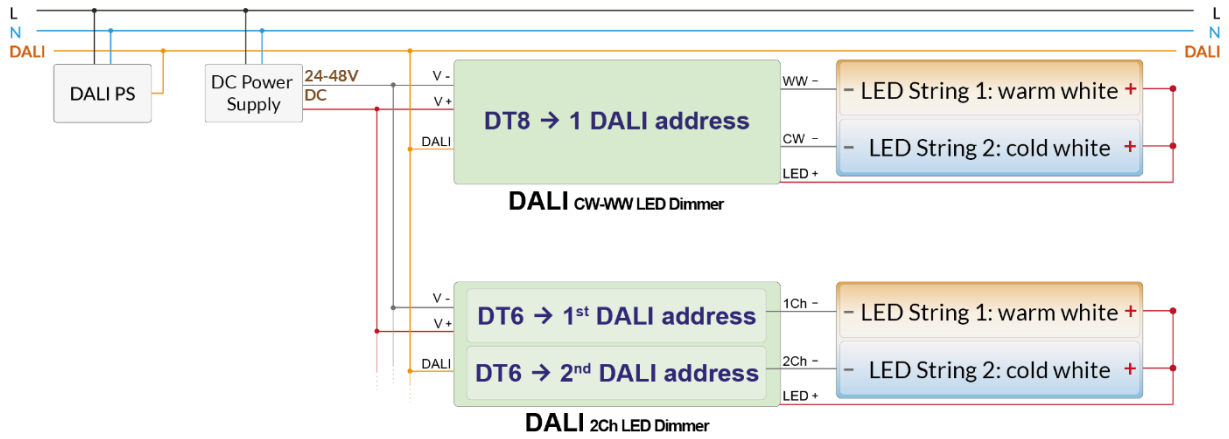 L L
N N
DALI DALI
DALI PS
DC Power
Supply
24-48V
DC
V -
V +
DALI
DT8 → 1 DALI address
WW −
CW −
LED +
− LED String 1: warm white +
− LED String 2: cold white +
DALI CW-WW LED Dimmer
V -
V +
DALI
DT6 → 1st DALI address
DT6 → 2nd DALI address
1Ch −
2Ch −
LED +
− LED String 1: warm white +
− LED String 2: cold white +
DALI 2Ch LED Dimmer